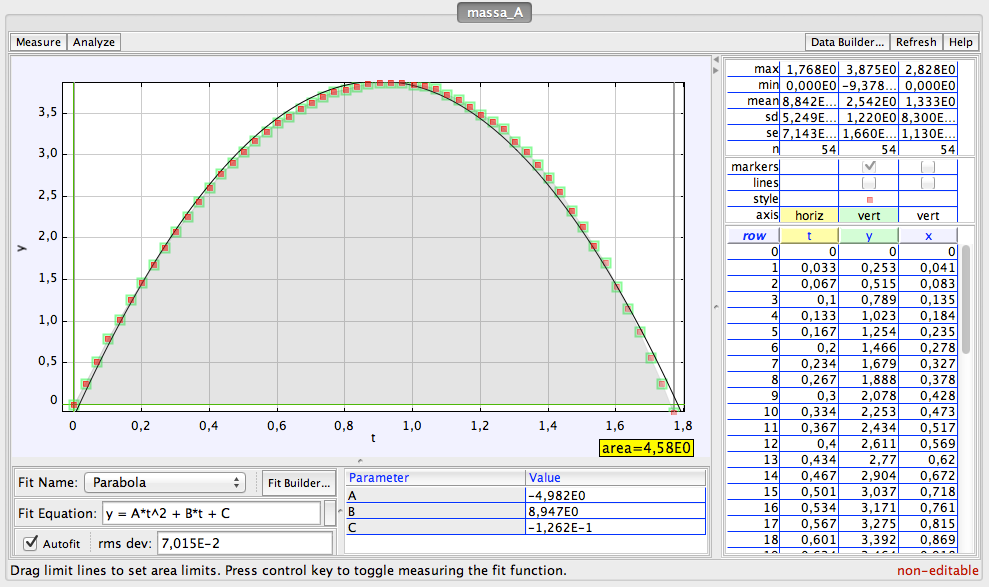 massa_A
Measure Analyze Data Builder... Refresh Help
max 1,768E0 3,875E0 2,828E0
min 0,000E0 -9,378... 0,000E0
mean 8,842E... 2,542E0 1,333E0
sd 5,249E... 1,220E0 8,300E...
se 7,143E... 1,660E... 1,130E...
n 54 54 54
markers
lines
style
axis horiz vert vert
row t y x
0 0 0 0
1 0,033 0,253 0,041
2 0,067 0,515 0,083
3 0,1 0,789 0,135
4 0,133 1,023 0,184
5 0,167 1,254 0,235
6 0,2 1,466 0,278
7 0,234 1,679 0,327
8 0,267 1,888 0,378
9 0,3 2,078 0,428
10 0,334 2,253 0,473
11 0,367 2,434 0,517
12 0,4 2,611 0,569
13 0,434 2,77 0,62
14 0,467 2,904 0,672
15 0,501 3,037 0,718
16 0,534 3,171 0,761
17 0,567 3,275 0,815
18 0,601 3,392 0,869
3,5
3,0
2,5
2,0
1,5
1,0
0,5
0
y
0 0,2 0,4 0,6 0,8 1,0 1,2 1,4 1,6 1,8
t
area=4,58E0
Fit Name: Parabola Fit Builder...
Fit Equation: y = A*t^2 + B*t + C
Autofit rms dev: 7,015E-2
Parameter Value
A -4,982E0
B 8,947E0
C -1,262E-1
Drag limit lines to set area limits. Press control key to toggle measuring the fit function. non-editable